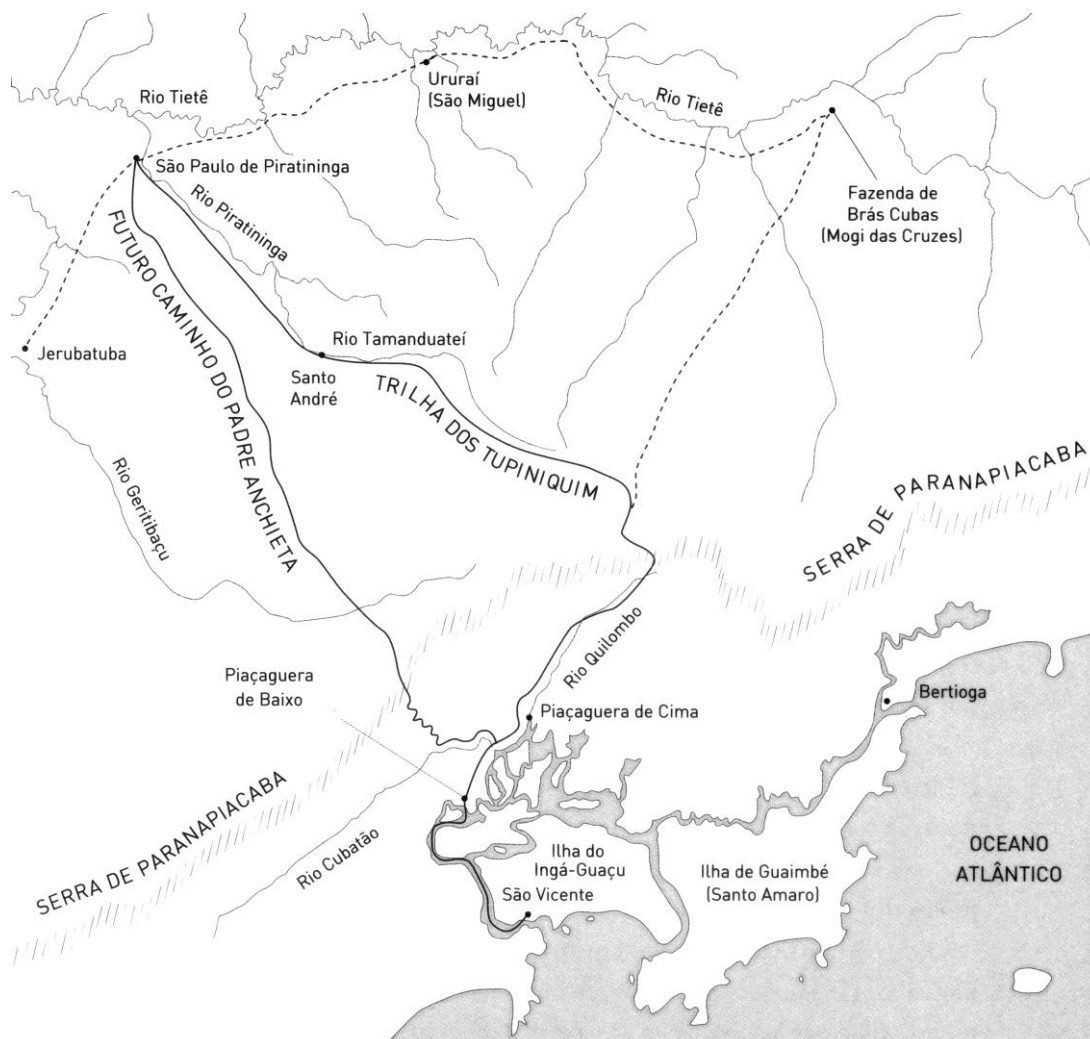 Ururaí
(São Miguel)
Rio Tietê
Rio Tietê
São Paulo de Piratininga
Rio Piratininga
Fazenda de
Brás Cubas
(Mogi das Cruzes)
FUTURO CAMINHO DO PADRE ANCHIETA
Jerubatuba
Rio Tamanduateí
Santo
André
TRILHA DOS TUPINIQUIM
Rio Geritibaçu
SERRA DE PARANAPIACABA
Rio Quilombo
Piaçaguera
de Baixo
Piaçaguera de Cima
Bertioga
SERRA DE PARANAPIACABA
Rio Cubatão
Ilha do
Ingá-Guaçu
São Vicente
Ilha de Guaimbé
(Santo Amaro)
OCEANO
ATLÂNTICO